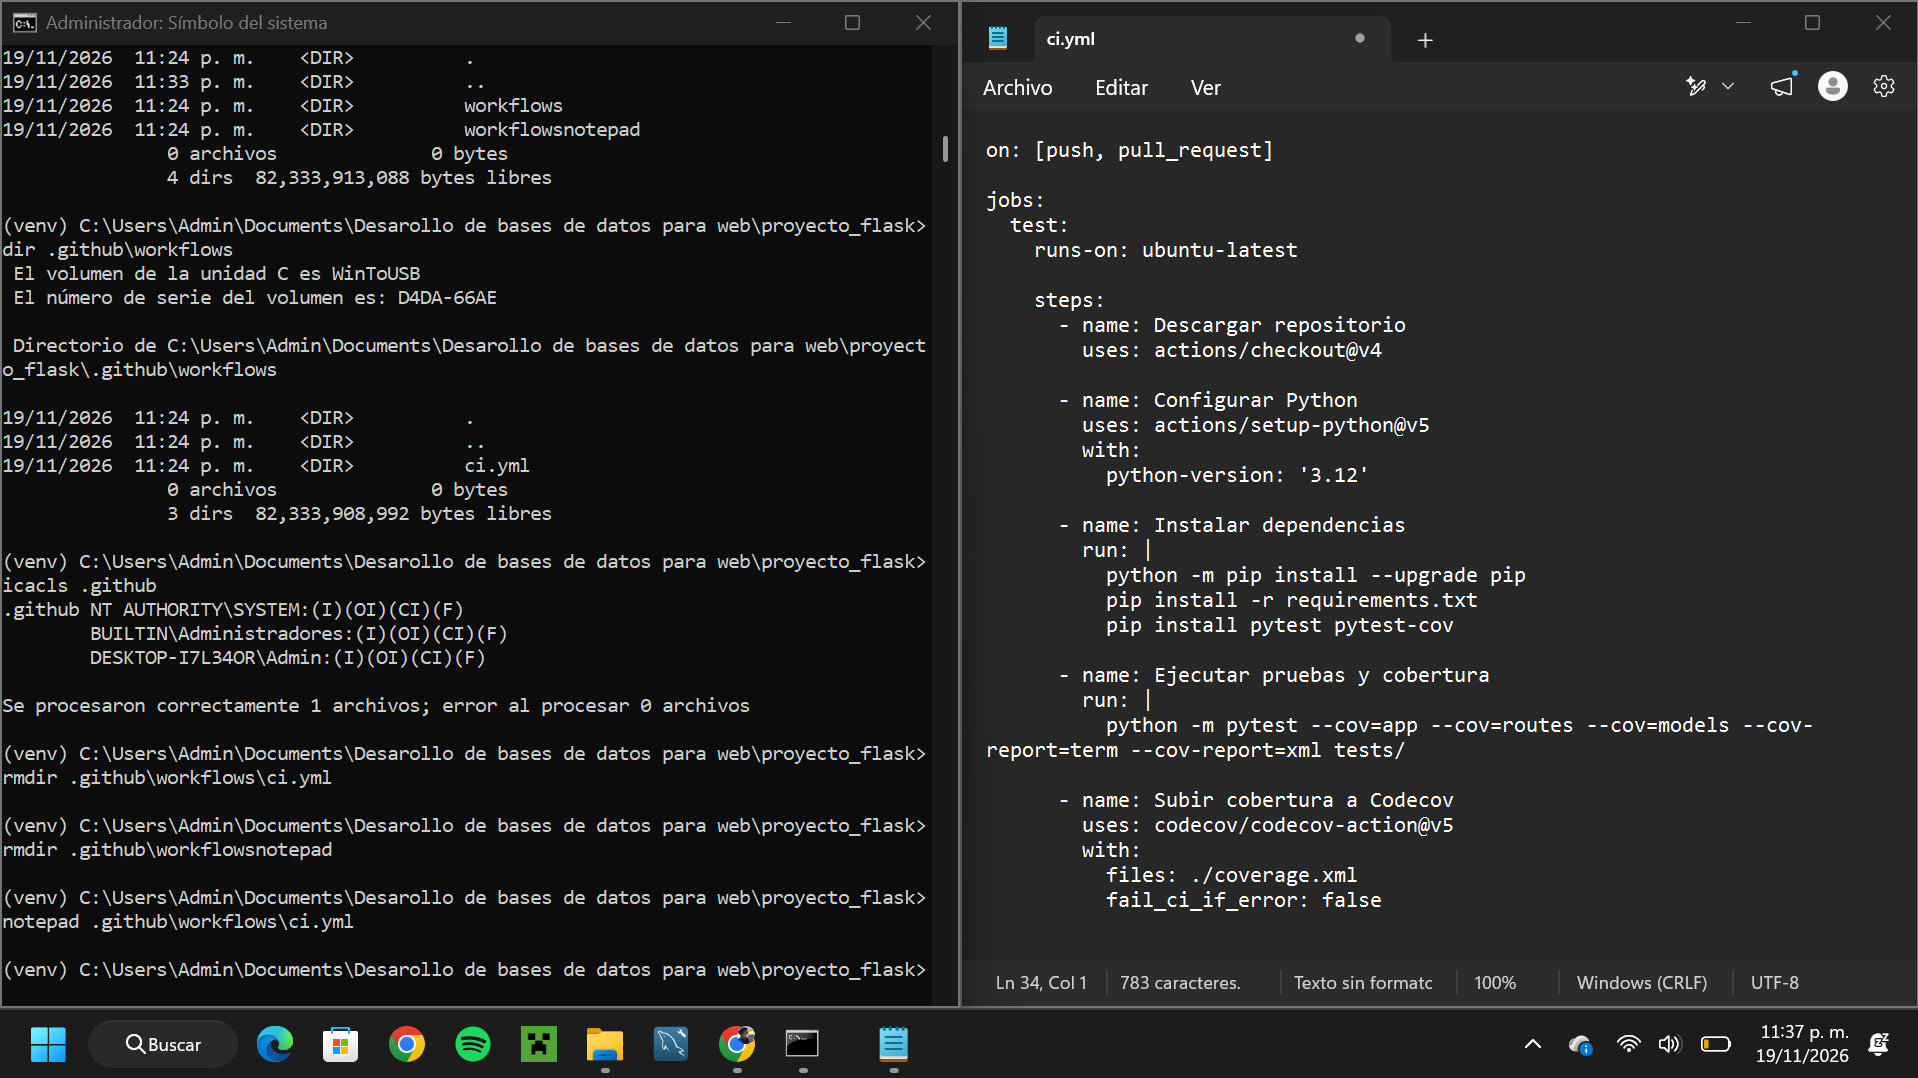 Administrador: Símbolo del sistema
19/11/2026  11:24 p. m.    <DIR>          .
19/11/2026  11:33 p. m.    <DIR>          ..
19/11/2026  11:24 p. m.    <DIR>          workflows
19/11/2026  11:24 p. m.    <DIR>          workflowsnotepad
               0 archivos              0 bytes
               4 dirs  82,333,913,088 bytes libres

(venv) C:\Users\Admin\Documents\Desarollo de bases de datos para web\proyecto_flask>
dir .github\workflows
 El volumen de la unidad C es WinToUSB
 El número de serie del volumen es: D4DA-66AE

 Directorio de C:\Users\Admin\Documents\Desarollo de bases de datos para web\proyect
o_flask\.github\workflows

19/11/2026  11:24 p. m.    <DIR>          .
19/11/2026  11:24 p. m.    <DIR>          ..
19/11/2026  11:24 p. m.    <DIR>          ci.yml
               0 archivos              0 bytes
               3 dirs  82,333,908,992 bytes libres

(venv) C:\Users\Admin\Documents\Desarollo de bases de datos para web\proyecto_flask>
icacls .github
.github NT AUTHORITY\SYSTEM:(I)(OI)(CI)(F)
        BUILTIN\Administradores:(I)(OI)(CI)(F)
        DESKTOP-I7L34OR\Admin:(I)(OI)(CI)(F)

Se procesaron correctamente 1 archivos; error al procesar 0 archivos

(venv) C:\Users\Admin\Documents\Desarollo de bases de datos para web\proyecto_flask>
rmdir .github\workflows\ci.yml

(venv) C:\Users\Admin\Documents\Desarollo de bases de datos para web\proyecto_flask>
rmdir .github\workflowsnotepad

(venv) C:\Users\Admin\Documents\Desarollo de bases de datos para web\proyecto_flask>
notepad .github\workflows\ci.yml

(venv) C:\Users\Admin\Documents\Desarollo de bases de datos para web\proyecto_flask>
ci.yml
Archivo Editar Ver
on: [push, pull_request]

jobs:
  test:
    runs-on: ubuntu-latest

    steps:
      - name: Descargar repositorio
        uses: actions/checkout@v4

      - name: Configurar Python
        uses: actions/setup-python@v5
        with:
          python-version: '3.12'

      - name: Instalar dependencias
        run: |
          python -m pip install --upgrade pip
          pip install -r requirements.txt
          pip install pytest pytest-cov

      - name: Ejecutar pruebas y cobertura
        run: |
          python -m pytest --cov=app --cov=routes --cov=models --cov-
report=term --cov-report=xml tests/

      - name: Subir cobertura a Codecov
        uses: codecov/codecov-action@v5
        with:
          files: ./coverage.xml
          fail_ci_if_error: false
Ln 34, Col 1 783 caracteres. Texto sin formato 100% Windows (CRLF) UTF-8
Buscar
11:37 p. m.
19/11/2026